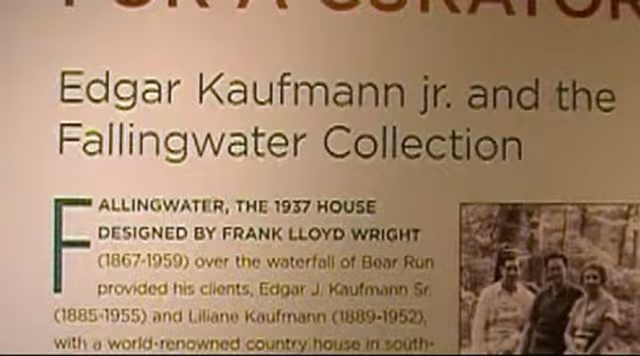 FOR A CURATOR
Edgar Kaufmann jr. and the
Fallingwater Collection
FALLINGWATER, THE 1937 HOUSE
DESIGNED BY FRANK LLOYD WRIGHT
(1867-1959) over the waterfall of Bear Run
provided his clients, Edgar J. Kaufmann Sr.
(1885-1955) and Liliane Kaufmann (1889-1952),
with a world-renowned country house in south-